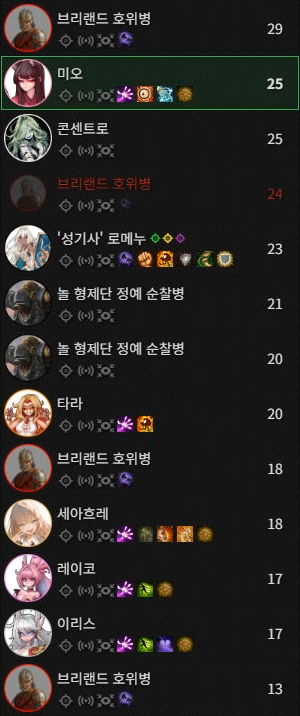 브리랜드 호위병
29
미오
25
콘센트로
25
브리랜드 호위병
24
'성기사' 로메누
23
놀 형제단 정예 순찰병
21
놀 형제단 정예 순찰병
20
타라
20
브리랜드 호위병
18
세아흐레
18
레이코
17
이리스
17
브리랜드 호위병
13